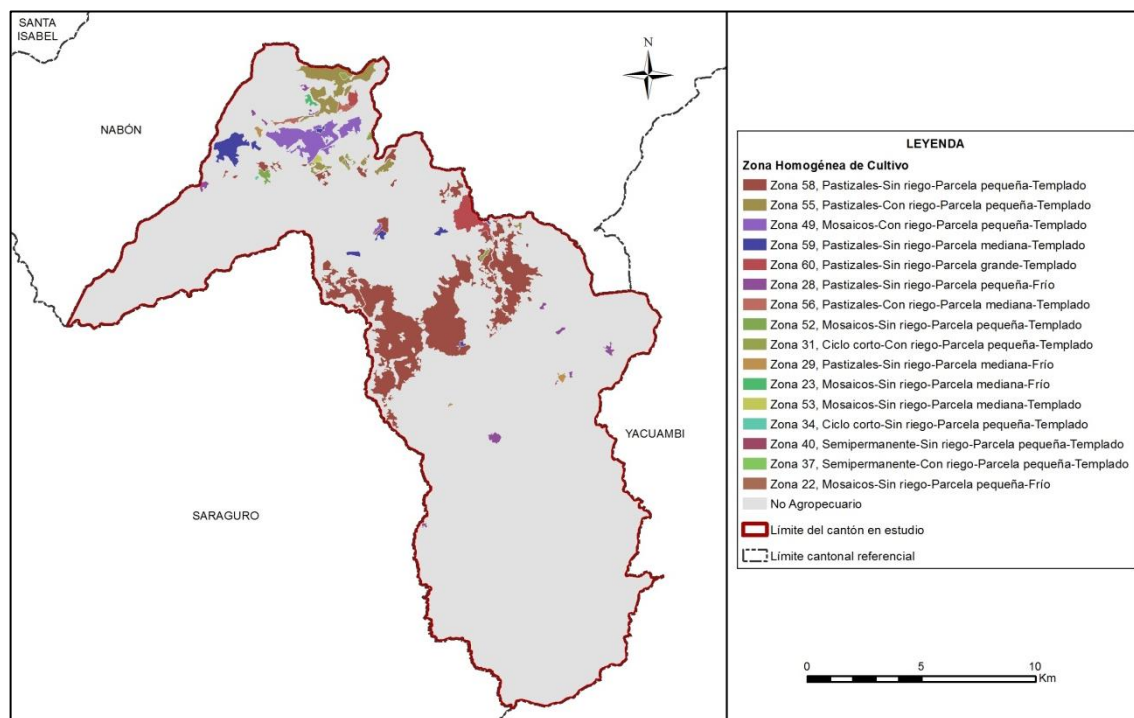 SANTA
ISABEL
N
NABÓN
YACUAMBI
SARAGURO
LEYENDA
Zona Homogénea de Cultivo
Zona 58, Pastizales-Sin riego-Parcela pequeña-Templado
Zona 55, Pastizales-Con riego-Parcela pequeña-Templado
Zona 49, Mosaicos-Con riego-Parcela pequeña-Templado
Zona 59, Pastizales-Sin riego-Parcela mediana-Templado
Zona 60, Pastizales-Sin riego-Parcela grande-Templado
Zona 28, Pastizales-Sin riego-Parcela pequeña-Frío
Zona 56, Pastizales-Con riego-Parcela mediana-Templado
Zona 52, Mosaicos-Sin riego-Parcela pequeña-Templado
Zona 31, Ciclo corto-Con riego-Parcela pequeña-Templado
Zona 29, Pastizales-Sin riego-Parcela mediana-Frío
Zona 23, Mosaicos-Sin riego-Parcela mediana-Frío
Zona 53, Mosaicos-Sin riego-Parcela mediana-Templado
Zona 34, Ciclo corto-Sin riego-Parcela pequeña-Templado
Zona 40, Semipermanente-Sin riego-Parcela pequeña-Templado
Zona 37, Semipermanente-Con riego-Parcela pequeña-Templado
Zona 22, Mosaicos-Sin riego-Parcela pequeña-Frío
No Agropecuario
Límite del cantón en estudio
Límite cantonal referencial
0 5 10
Km